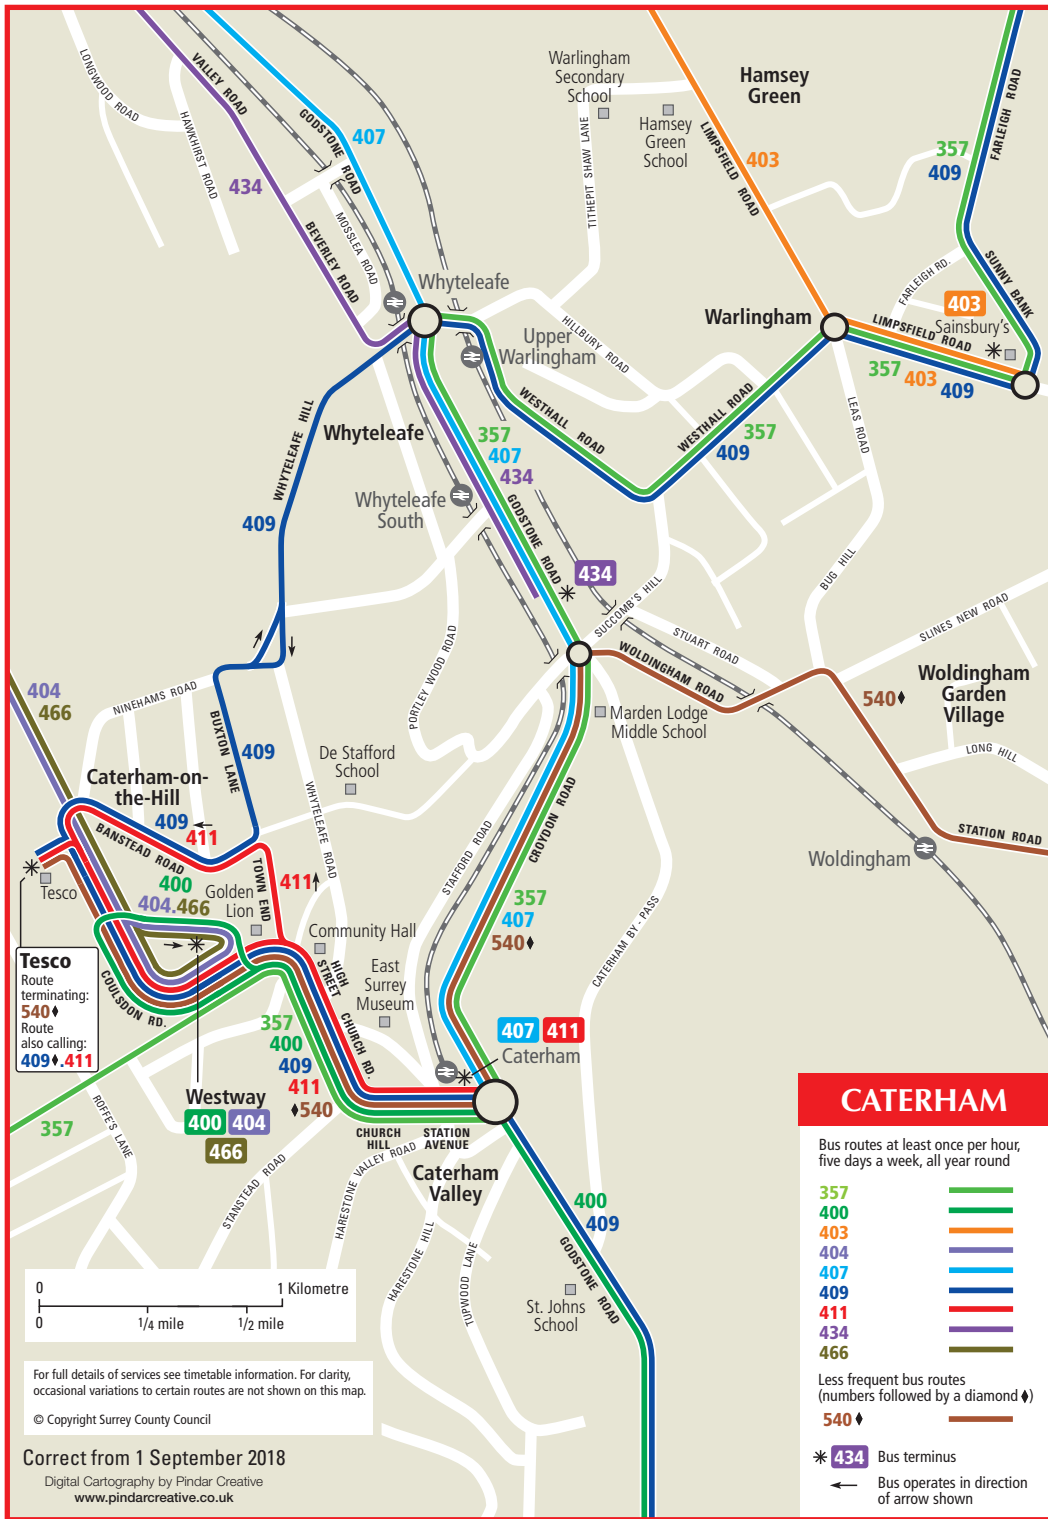 LONGWOOD ROAD
VALLEY ROAD
HAWKHIRST ROAD
GODSTONE ROAD
407
434
BEVERLEY ROAD
MOSSLEA ROAD
Whyteleafe
Warlingham
Secondary
School
Hamsey
Green
School
Hamsey
Green
TITHEPIT SHAW LANE
LIMPSFIELD ROAD
403
357
409
FARLEIGH ROAD
FARLEIGH RD.
SUNNY BANK
403
Sainsbury's
Warlingham
LIMPSFIELD ROAD
357
403
409
Upper
Warlingham
HILLBURY ROAD
WESTHALL ROAD
WESTHALL ROAD
357
409
LEAS ROAD
WHYTELEAFE HILL
Whyteleafe
357
407
434
Whyteleafe
South
GODSTONE ROAD
409
434
SUCCOMB'S HILL
BUG HILL
SLINES NEW ROAD
STUART ROAD
WOLDINGHAM ROAD
PORTLEY WOOD ROAD
Woldingham
Garden
Village
540♦
404
466
NINEHAMS ROAD
BUXTON LANE
409
Marden Lodge
Middle School
LONG HILL
De Stafford
School
Caterham-on-
the-Hill
409
411
BANSTEAD ROAD
WHYTELEAFE ROAD
STAFFORD ROAD
CROYDON ROAD
STATION ROAD
Woldingham
Tesco
400
404.466
Golden
Lion
TOWN END
411
357
407
540♦
CATERHAM BY-PASS
Community Hall
HIGH
STREET
East
Surrey
Museum
COULSDON RD.
Tesco
Route
terminating:
540♦
Route
also calling:
409♦.411
357
400
409
411
♦540
CHURCH RD.
407 411
Caterham
Westway
400 404
466
357
ROFFE'S LANE
CHURCH
HILL
STATION
AVENUE
HARESTONE VALLEY ROAD
Caterham
Valley
STANSTEAD ROAD
HARESTONE HILL
TUPWOOD LANE
400
409
GODSTONE ROAD
St. Johns
School
0
1 Kilometre
0
1/4 mile
1/2 mile
For full details of services see timetable information. For clarity,
occasional variations to certain routes are not shown on this map.
© Copyright Surrey County Council
Correct from 1 September 2018
Digital Cartography by Pindar Creative
www.pindarcreative.co.uk
CATERHAM
Bus routes at least once per hour,
five days a week, all year round
357
400
403
404
407
409
411
434
466
Less frequent bus routes
(numbers followed by a diamond ♦)
540♦
434 Bus terminus
Bus operates in direction
of arrow shown